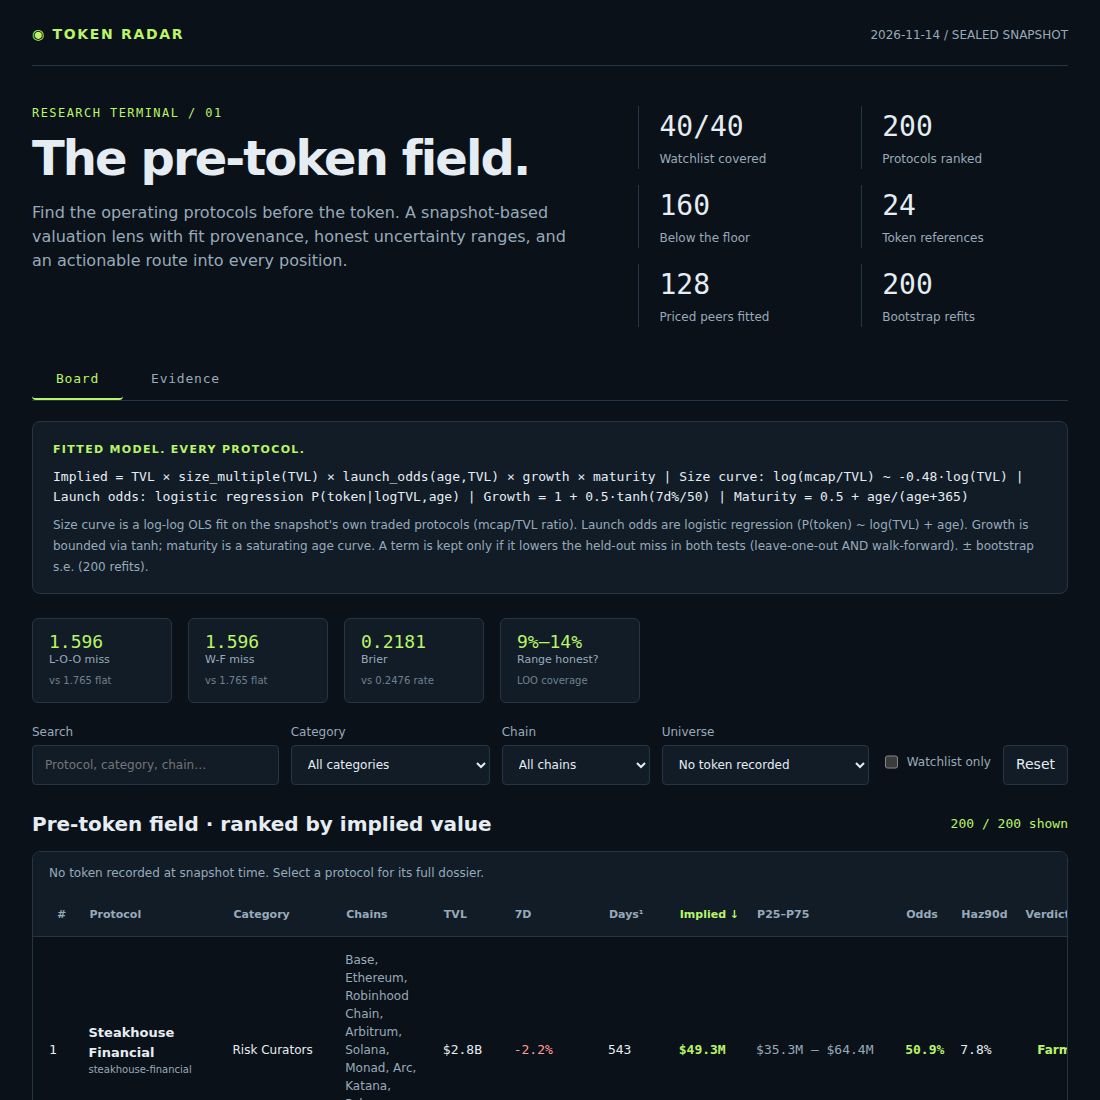 ◉ TOKEN RADAR
2026-11-14 / SEALED SNAPSHOT
RESEARCH TERMINAL / 01
The pre-token field.
Find the operating protocols before the token. A snapshot-based
valuation lens with fit provenance, honest uncertainty ranges, and
an actionable route into every position.
40/40
Watchlist covered
200
Protocols ranked
160
Below the floor
24
Token references
128
Priced peers fitted
200
Bootstrap refits
Board
Evidence
FITTED MODEL. EVERY PROTOCOL.
Implied = TVL × size_multiple(TVL) × launch_odds(age,TVL) × growth × maturity | Size curve: log(mcap/TVL) ~ -0.48·log(TVL) |
Launch odds: logistic regression P(token|logTVL,age) | Growth = 1 + 0.5·tanh(7d%/50) | Maturity = 0.5 + age/(age+365)
Size curve is a log-log OLS fit on the snapshot's own traded protocols (mcap/TVL ratio). Launch odds are logistic regression (P(token) ~ log(TVL) + age). Growth is
bounded via tanh; maturity is a saturating age curve. A term is kept only if it lowers the held-out miss in both tests (leave-one-out AND walk-forward). ± bootstrap
s.e. (200 refits).
1.596
L-O-O miss
vs 1.765 flat
1.596
W-F miss
vs 1.765 flat
0.2181
Brier
vs 0.2476 rate
9%—14%
Range honest?
LOO coverage
Search
Category
Chain
Universe
Protocol, category, chain...
All categories
All chains
No token recorded
Watchlist only
Reset
Pre-token field · ranked by implied value
200 / 200 shown
No token recorded at snapshot time. Select a protocol for its full dossier.
# Protocol Category Chains TVL 7D Days¹ Implied ↓ P25–P75 Odds Haz90d Verdict
1
Steakhouse
Financial
steakhouse-financial
Risk Curators
Base,
Ethereum,
Robinhood
Chain,
Arbitrum,
Solana,
Monad, Arc,
Katana,
$2.8B
-2.2%
543
$49.3M
$35.3M — $64.4M
50.9%
7.8%
Farm